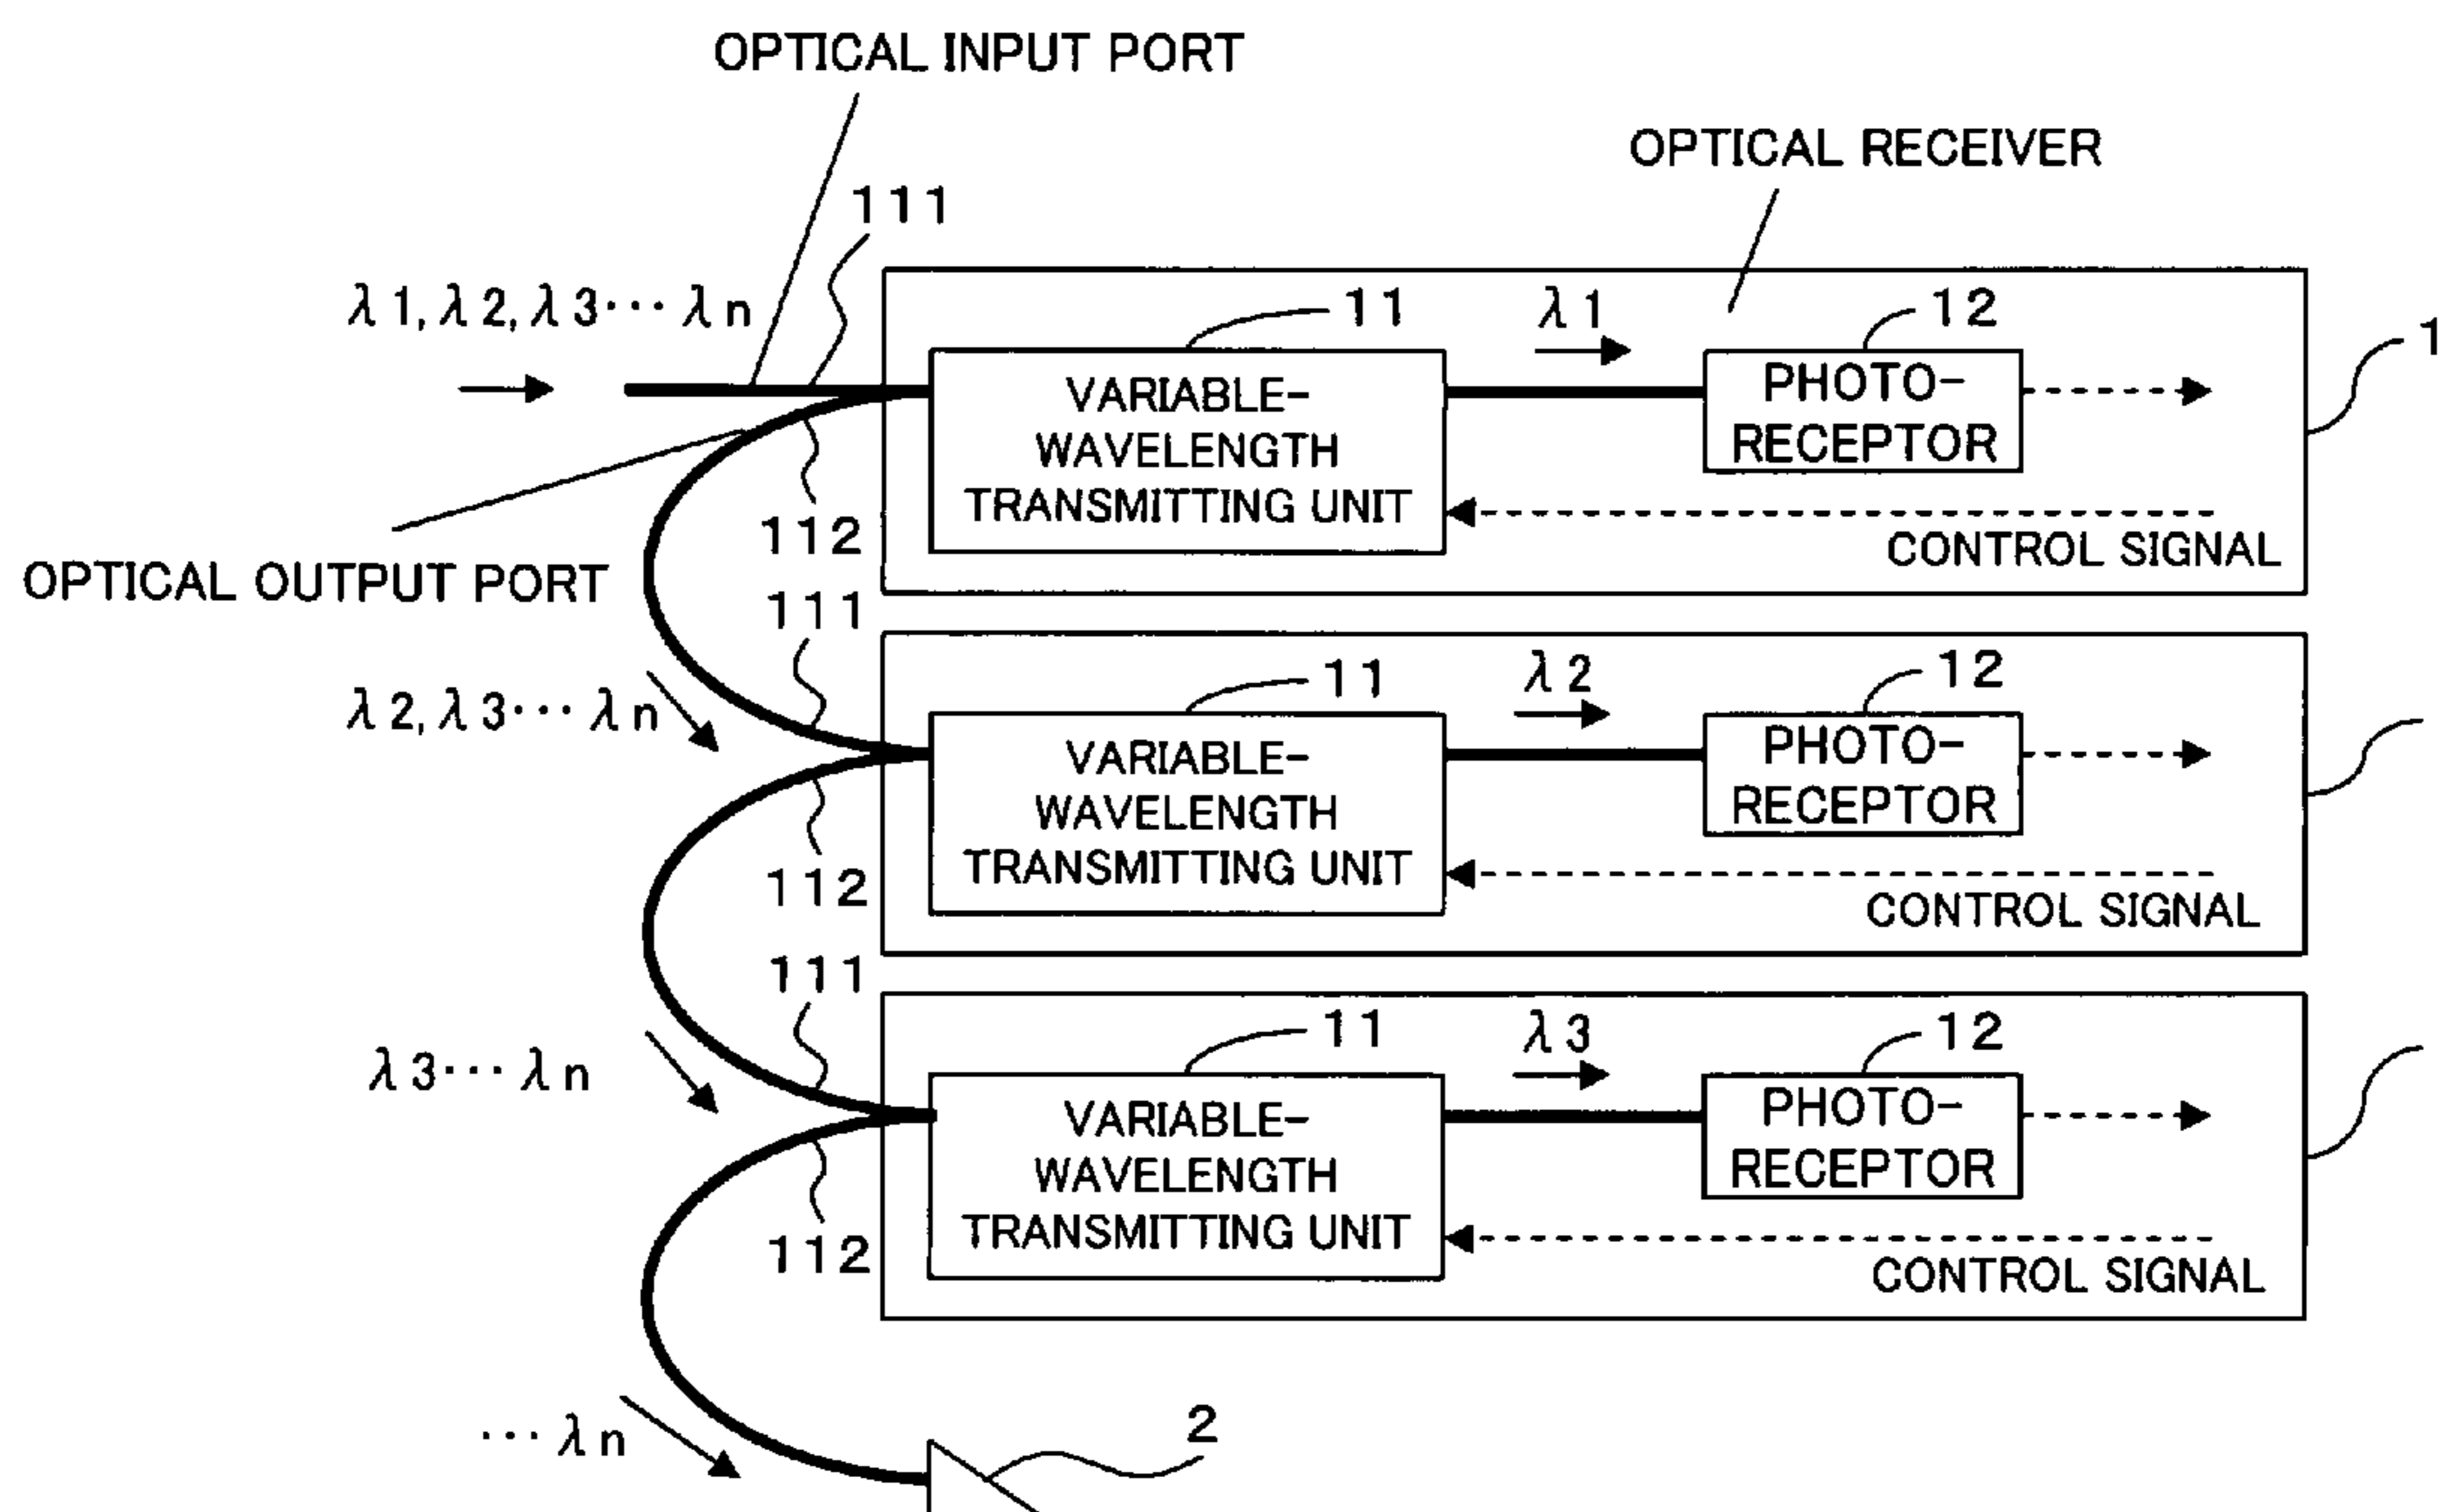 OPTICAL INPUT PORT
OPTICAL RECEIVER
111
λ1, λ2, λ3··· λn
11
λ1
12
1
VARIABLE-
WAVELENGTH
TRANSMITTING UNIT
PHOTO-
RECEPTOR
112
CONTROL SIGNAL
OPTICAL OUTPUT PORT
111
11
λ2
12
λ2, λ3··· λn
VARIABLE-
WAVELENGTH
TRANSMITTING UNIT
PHOTO-
RECEPTOR
112
CONTROL SIGNAL
111
11
λ3
12
λ3··· λn
VARIABLE-
WAVELENGTH
TRANSMITTING UNIT
PHOTO-
RECEPTOR
112
CONTROL SIGNAL
··· λn
2